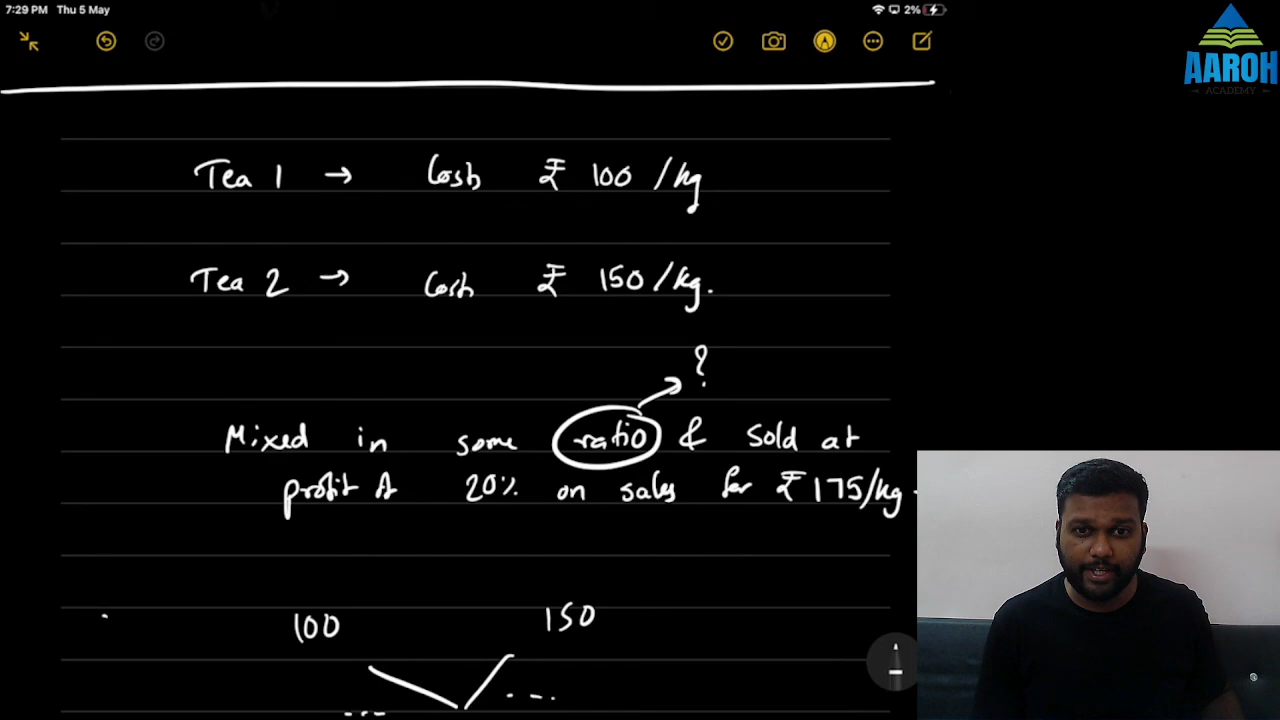 7:29 PM Thu 5 May
2%
AAROH
ACADEMY
Tea 1 → Cost ₹ 100 /kg
Tea 2 → Cost ₹ 150/kg.
?
Mixed in some ratio & sold at
profit of 20% on sales for ₹ 175/kg.
100 150